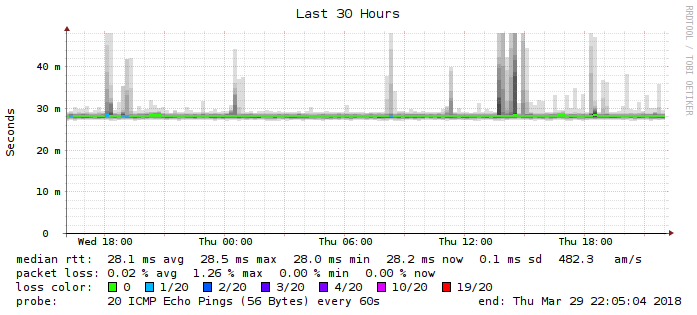 Last 30 Hours
RRDTOOL / TOBI OETIKER
Seconds
40 m
30 m
20 m
10 m
0
Wed 18:00 Thu 00:00 Thu 06:00 Thu 12:00 Thu 18:00
median rtt: 28.1 ms avg 28.5 ms max 28.0 ms min 28.2 ms now 0.1 ms sd 482.3 am/s
packet loss: 0.02 % avg 1.26 % max 0.00 % min 0.00 % now
loss color: 0 1/20 2/20 3/20 4/20 10/20 19/20
probe: 20 ICMP Echo Pings (56 Bytes) every 60s end: Thu Mar 29 22:05:04 2018